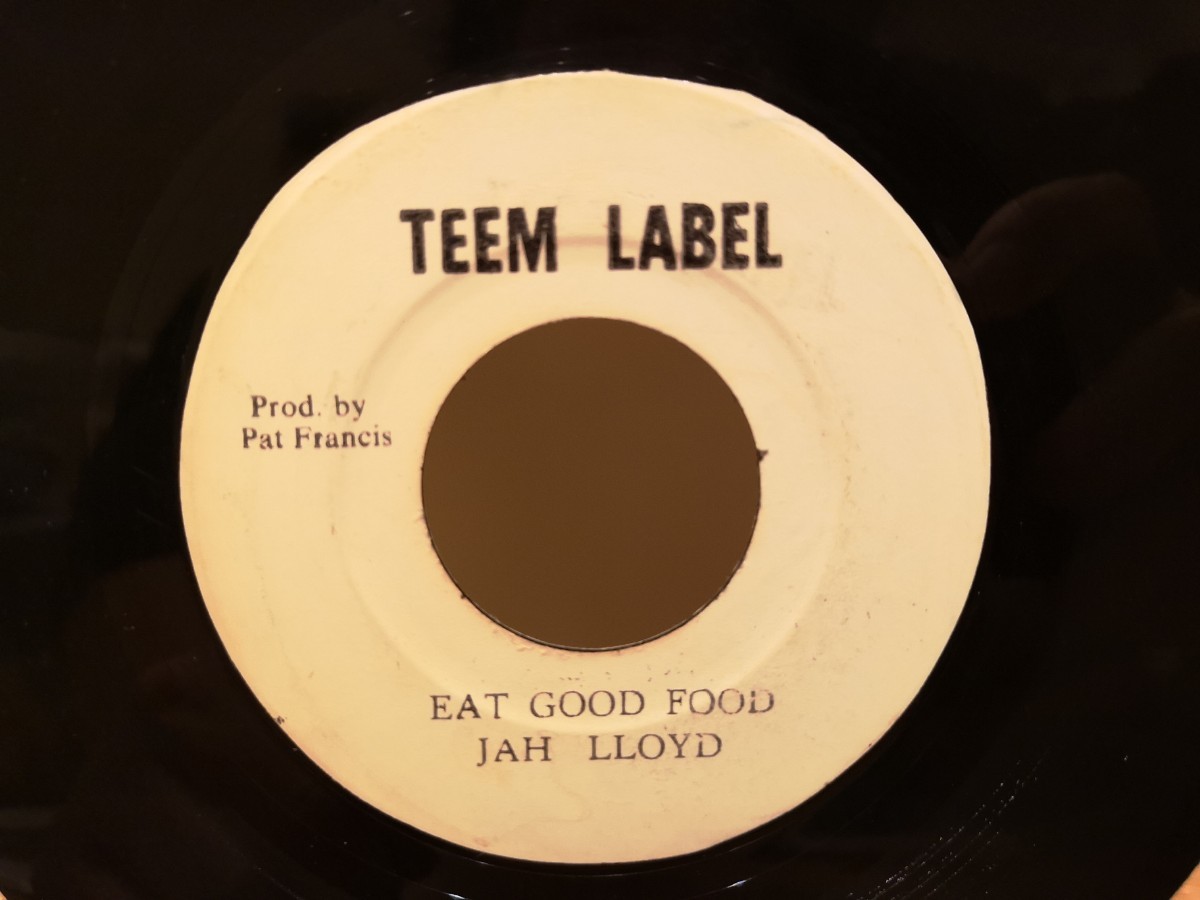 TEEM LABEL
Prod. by
Pat Francis
EAT GOOD FOOD
JAH LLOYD